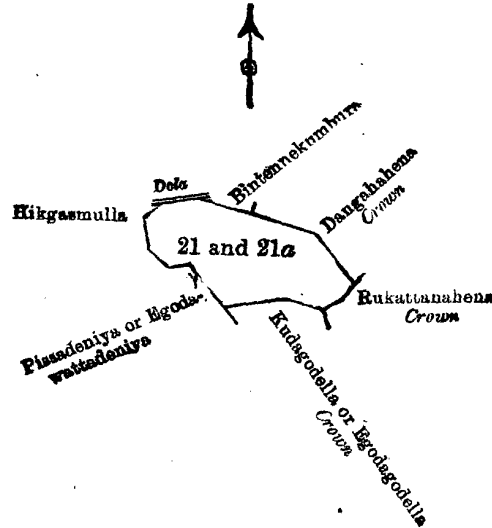 Bintennekumbura
Dola
Dangahahena
Crown
Hikgasmulla
21 and 21a
Rukattanahena
Crown
Pissadeniya or Egoda-
wattadeniya
Kudagodella or Egodagodella
Crown